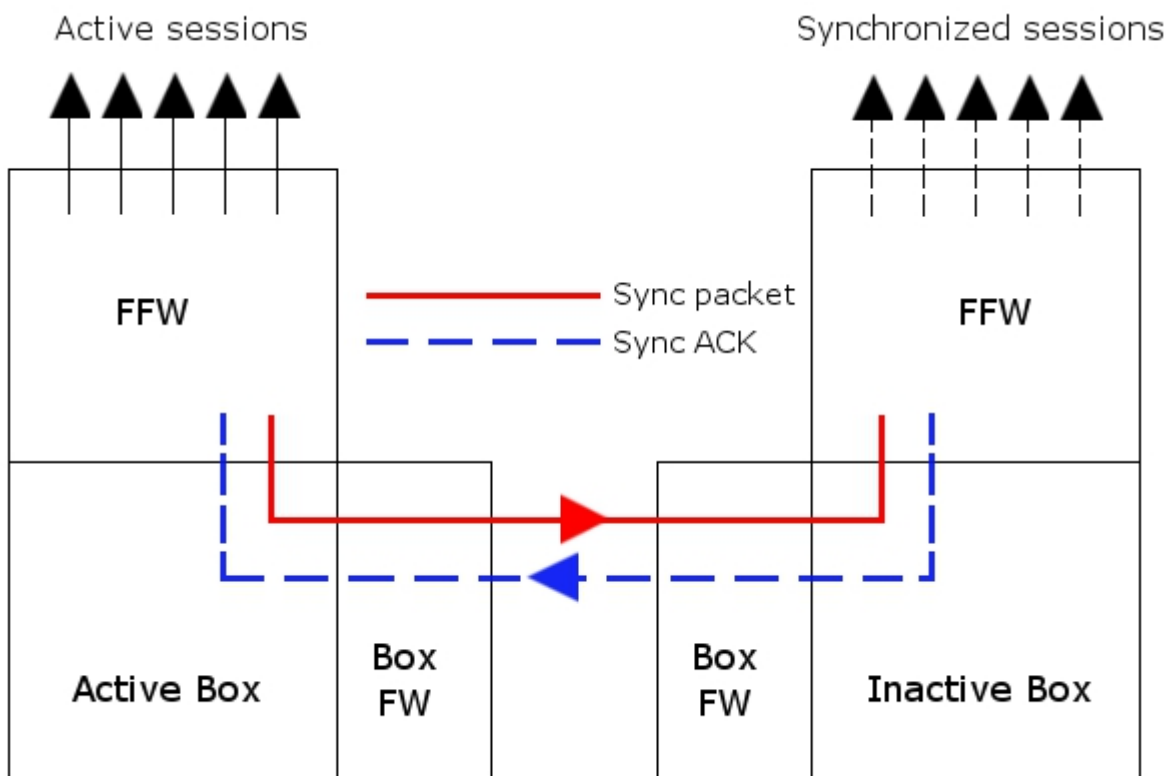 Active sessions
Synchronized sessions
FFW
Sync packet
Sync ACK
FFW
Active Box
Box
FW
Box
FW
Inactive Box